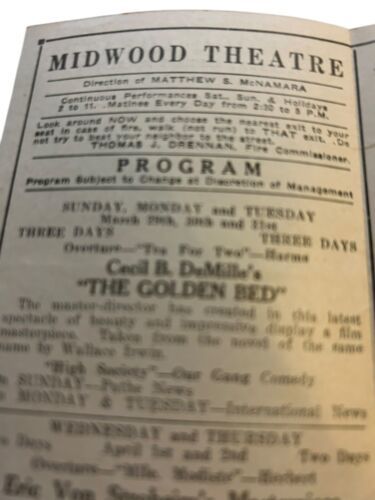 MIDWOOD THEATRE
Direction of MATTHEW S. McNAMARA
Continuous Performances Sat., Sun. & Holidays
2 to 11. Matinee Every Day from 2:30 to 5 P.M.
Look around NOW and choose the nearest exit to your
seat in case of fire, walk (not run) to THAT exit. Do
not try to beat your neighbor to the street.
THOMAS J. DRENNAN, Fire Commissioner.
PROGRAM
Program Subject to Change at Discretion of Management
SUNDAY, MONDAY and TUESDAY
March 29th, 30th and 31st
THREE DAYS THREE DAYS
Overture—"Tea For Two"—Harms
Cecil B. DeMille's
"THE GOLDEN BED"
The master-director has created in this latest
spectacle of beauty and impressive display a film
masterpiece. Taken from the novel of the same
name by Wallace Irwin.
"High Society"—Our Gang Comedy
SUNDAY—Pathe News
MONDAY & TUESDAY—International News
WEDNESDAY and THURSDAY
April 1st and 2nd
Days Two Days
Overture—"Mlle. Modiste"—Herbert
Eric Von